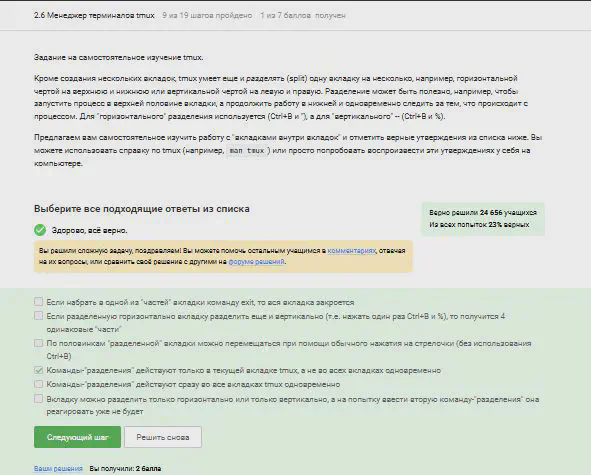 2.6 Менеджер терминалов tmux 9 из 19 шагов пройдено 1 из 7 баллов получен
Задание на самостоятельное изучение tmux.
Кроме создания нескольких вкладок, tmux умеет еще и разделять (split) одну вкладку на несколько, например, горизонтальной
чертой на верхнюю и нижнюю или вертикальной чертой на левую и правую. Разделение может быть полезно, например, чтобы
запустить процесс в верхней половине вкладки, а продолжить работу в нижней и одновременно следить за тем, что происходит с
процессом. Для "горизонтального" разделения используется (Ctrl+B и "), а для "вертикального" -- (Ctrl+B и %).
Предлагаем вам самостоятельно изучить работу с "вкладками внутри вкладок" и отметить верные утверждения из списка ниже. Вы
можете использовать справку по tmux (например, man tmux) или просто попробовать воспроизвести эти утверждениях у себя на
компьютере.
Выберите все подходящие ответы из списка
Верно решили 24 656 учащихся
Из всех попыток 23% верных
Здорово, всё верно.
Вы решили сложную задачу, поздравляем! Вы можете помочь остальным учащимся в комментариях, отвечая
на их вопросы, или сравнить своё решение с другими на форуме решений.
Если набрать в одной из "частей" вкладки команду exit, то вся вкладка закроется
Если разделенную горизонтально вкладку разделить еще и вертикально (т.е. нажать один раз Ctrl+B и %), то получится 4
одинаковые "части"
По половинкам "разделенной" вкладки можно перемещаться при помощи обычного нажатия на стрелочки (без использования
Ctrl+B)
Команды-"разделения" действуют только в текущей вкладке tmux, а не во всех вкладках одновременно
Команды-"разделения" действуют сразу во все вкладках tmux одновременно
Вкладку можно разделить только горизонтально или только вертикально, а на попытку ввести вторую команду-"разделения" она
реагировать уже не будет
Следующий шаг Решить снова
Ваши решения Вы получили: 2 балла